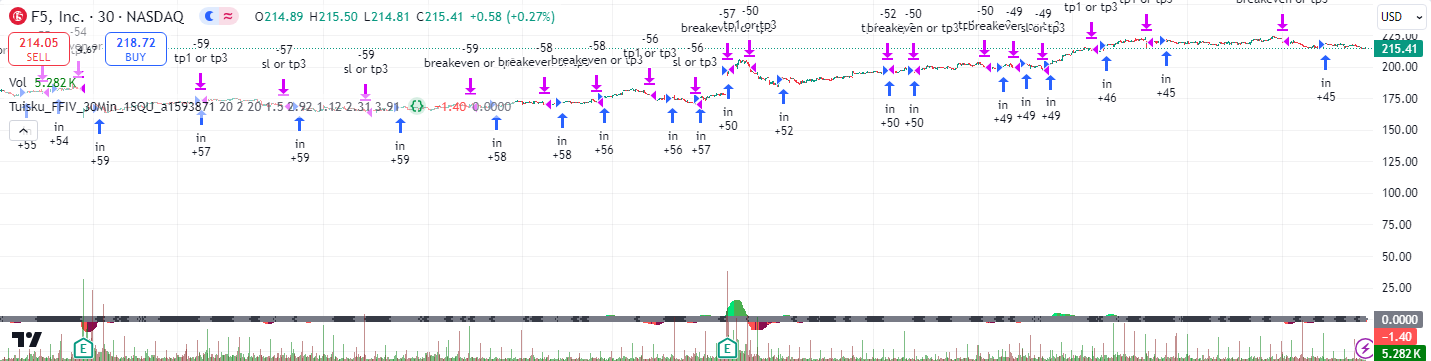 F5, Inc. · 30 · NASDAQ
O214.89 H215.50 L214.81 C215.41 +0.58 (+0.27%)
USD
214.05
SELL
218.72
BUY
215.41
200.00
175.00
150.00
125.00
100.00
75.00
50.00
25.00
0.0000
−1.40
5.282 K
Vol 5.282 K
Tuisku_FFIV_30Min_1SQU_a1593871 20 2 20 1.5 2.92 1.12 2.31 3.91 −1.40 0.0000
-54
-59
tp1 or tp3
-57
sl or tp3
-59
sl or tp3
-59
breakeven or
-58
-58
breakeven or tp3
-56
tp1 or tp3
-56
sl or tp3
-57
-50
tp1 or tp3
-52
-50
breakeven or tp3
-50
-49
-49
sl or tp3
tp1 or tp3
in
+55
in
+54
in
+59
in
+57
in
+59
in
+59
in
+58
in
+58
in
+56
in
+56
in
+57
in
+50
in
+52
in
+50
in
+50
in
+49
in
+49
in
+49
in
+46
in
+45
in
+45
E
E